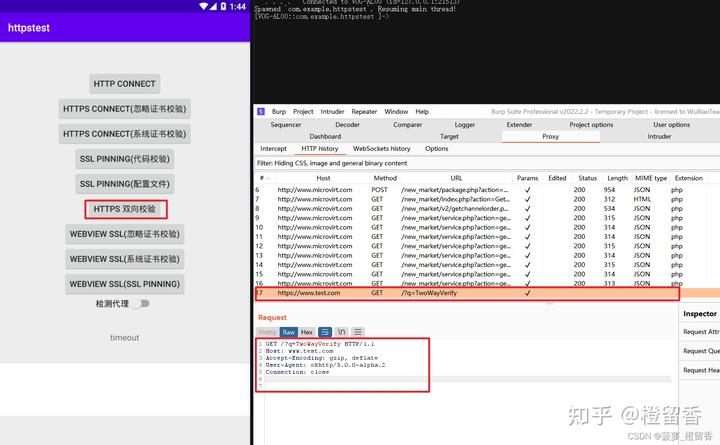 1:44
httpstest
HTTP CONNECT
HTTPS CONNECT(忽略证书校验)
HTTPS CONNECT(系统证书校验)
SSL PINNING(代码校验)
SSL PINNING(配置文件)
HTTPS 双向校验
WEBVIEW SSL(忽略证书校验)
WEBVIEW SSL(系统证书校验)
WEBVIEW SSL(SSL PINNING)
检测代理
timeout
. . . . Connected to VOG-AL00 (id=127.0.0.1:21513)
Spawned `com.example.httpstest`. Resuming main thread!
[VOG-AL00::com.example.httpstest ]->
Burp Project Intruder Repeater Window Help Burp Suite Professional v2022.2.2 - Temporary Project - licensed to WuXiaoTea
Sequencer Decoder Comparer Logger Extender Project options User options
Dashboard Target Proxy Intruder
Intercept HTTP history WebSockets history Options
Filter: Hiding CSS, image and general binary content
# Host Method URL Params Edited Status Length MIME type Extension
6 http://www.microvirt.com POST /new_market/package.php?action=... ✓ 200 954 JSON php
7 http://www.microvirt.com GET /new_market/index.php?action=Get... ✓ 200 312 HTML php
8 http://www.microvirt.com GET /new_market/v2/getchannelorder.p... ✓ 200 534 JSON php
9 http://www.microvirt.com GET /new_market/service.php?action=ge... ✓ 200 315 JSON php
10 http://www.microvirt.com GET /new_market/service.php?action=ge... ✓ 200 314 JSON php
11 http://www.microvirt.com GET /new_market/service.php?action=ge... ✓ 200 314 JSON php
12 http://www.microvirt.com GET /new_market/service.php?action=ge... ✓ 200 315 JSON php
13 http://www.microvirt.com GET /new_market/service.php?action=ge... ✓ 200 315 JSON php
14 http://www.microvirt.com GET /new_market/service.php?action=ge... ✓ 200 315 JSON php
15 http://www.microvirt.com GET /new_market/service.php?action=ge... ✓ 200 314 JSON php
16 http://www.microvirt.com GET /new_market/service.php?action=ge... ✓ 200 313 JSON php
17 https://www.test.com GET /?q=TwoWayVerify ✓
Request
Pretty Raw Hex \n
1 GET /?q=TwoWayVerify HTTP/1.1
2 Host: www.test.com
3 Accept-Encoding: gzip, deflate
4 User-Agent: okhttp/5.0.0-alpha.2
5 Connection: close
6
7
Inspector
Request Attr
Request Que
Request Hea
知乎 @橙留香
CSDN @菠萝_橙留香